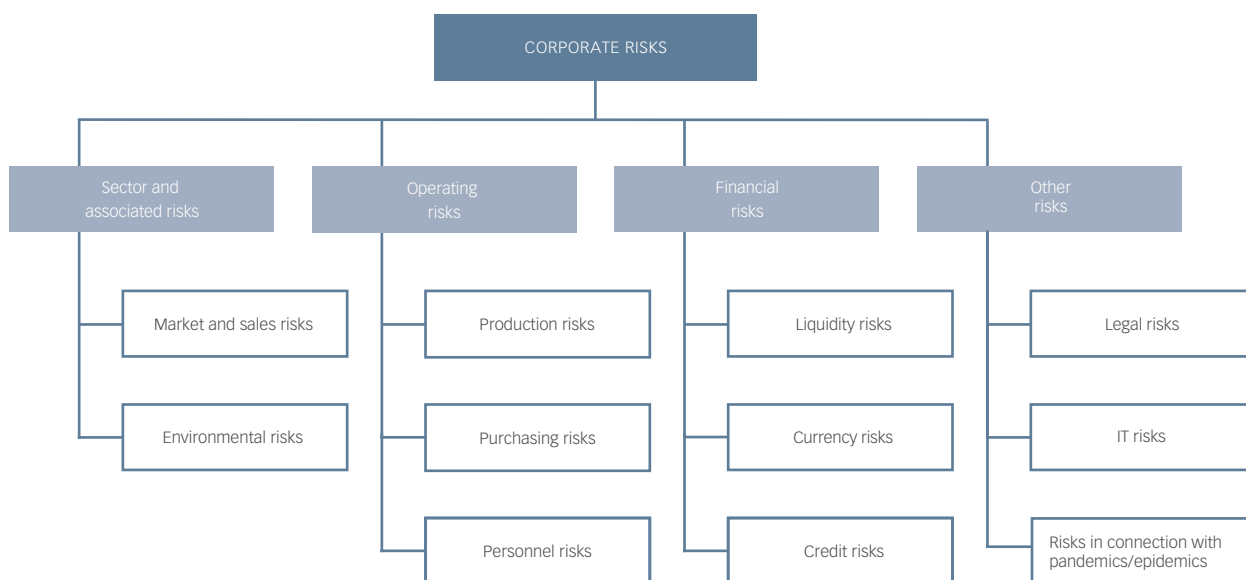 CORPORATE RISKS
Sector and
associated risks
Operating
risks
Financial
risks
Other
risks
Market and sales risks
Production risks
Liquidity risks
Legal risks
Environmental risks
Purchasing risks
Currency risks
IT risks
Personnel risks
Credit risks
Risks in connection with
pandemics/epidemics